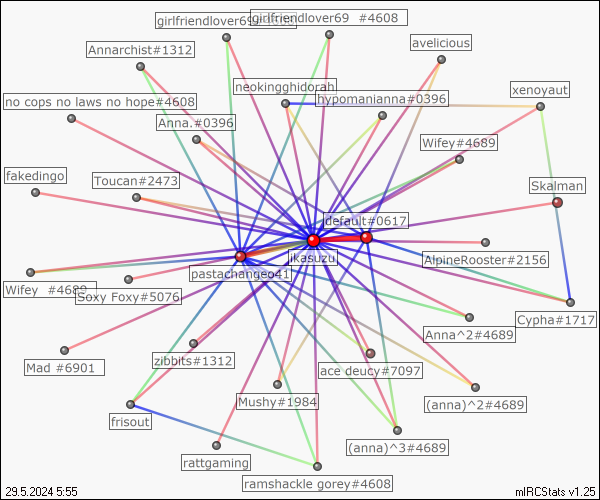 girlfriendlover69
girlfriendlover69 #4608
Annarchist#1312
avelicious
neokingghidorah
hypomanianna#0396
xenoyaut
no cops no laws no hope#4608
Anna.#0396
Wifey#4689
fakedingo
Toucan#2473
Skalman
default#0617
ikasuzu
AlpineRooster#2156
pastachangeo41
Wifey #4689
Soxy Foxy#5076
Cypha#1717
Anna^2#4689
Mad #6901
zibbits#1312
ace deucy#7097
Mushy#1984
(anna)^2#4689
frisout
(anna)^3#4689
rattgaming
ramshackle gorey#4608
29.5.2024 5:55
mIRCStats v1.25